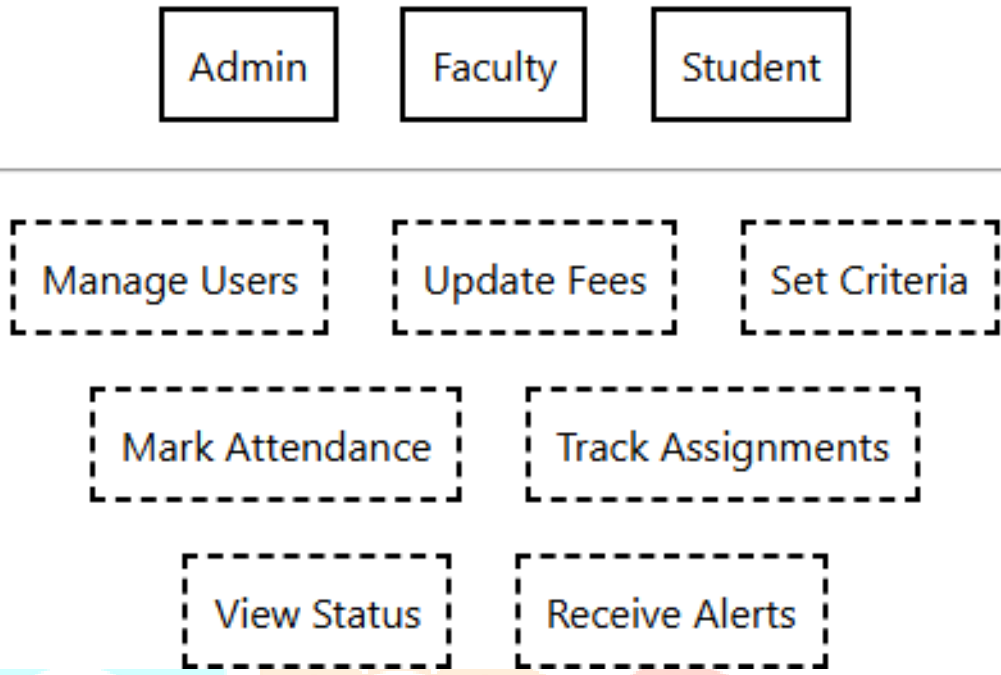 Admin Faculty Student
Manage Users Update Fees Set Criteria
Mark Attendance Track Assignments
View Status Receive Alerts